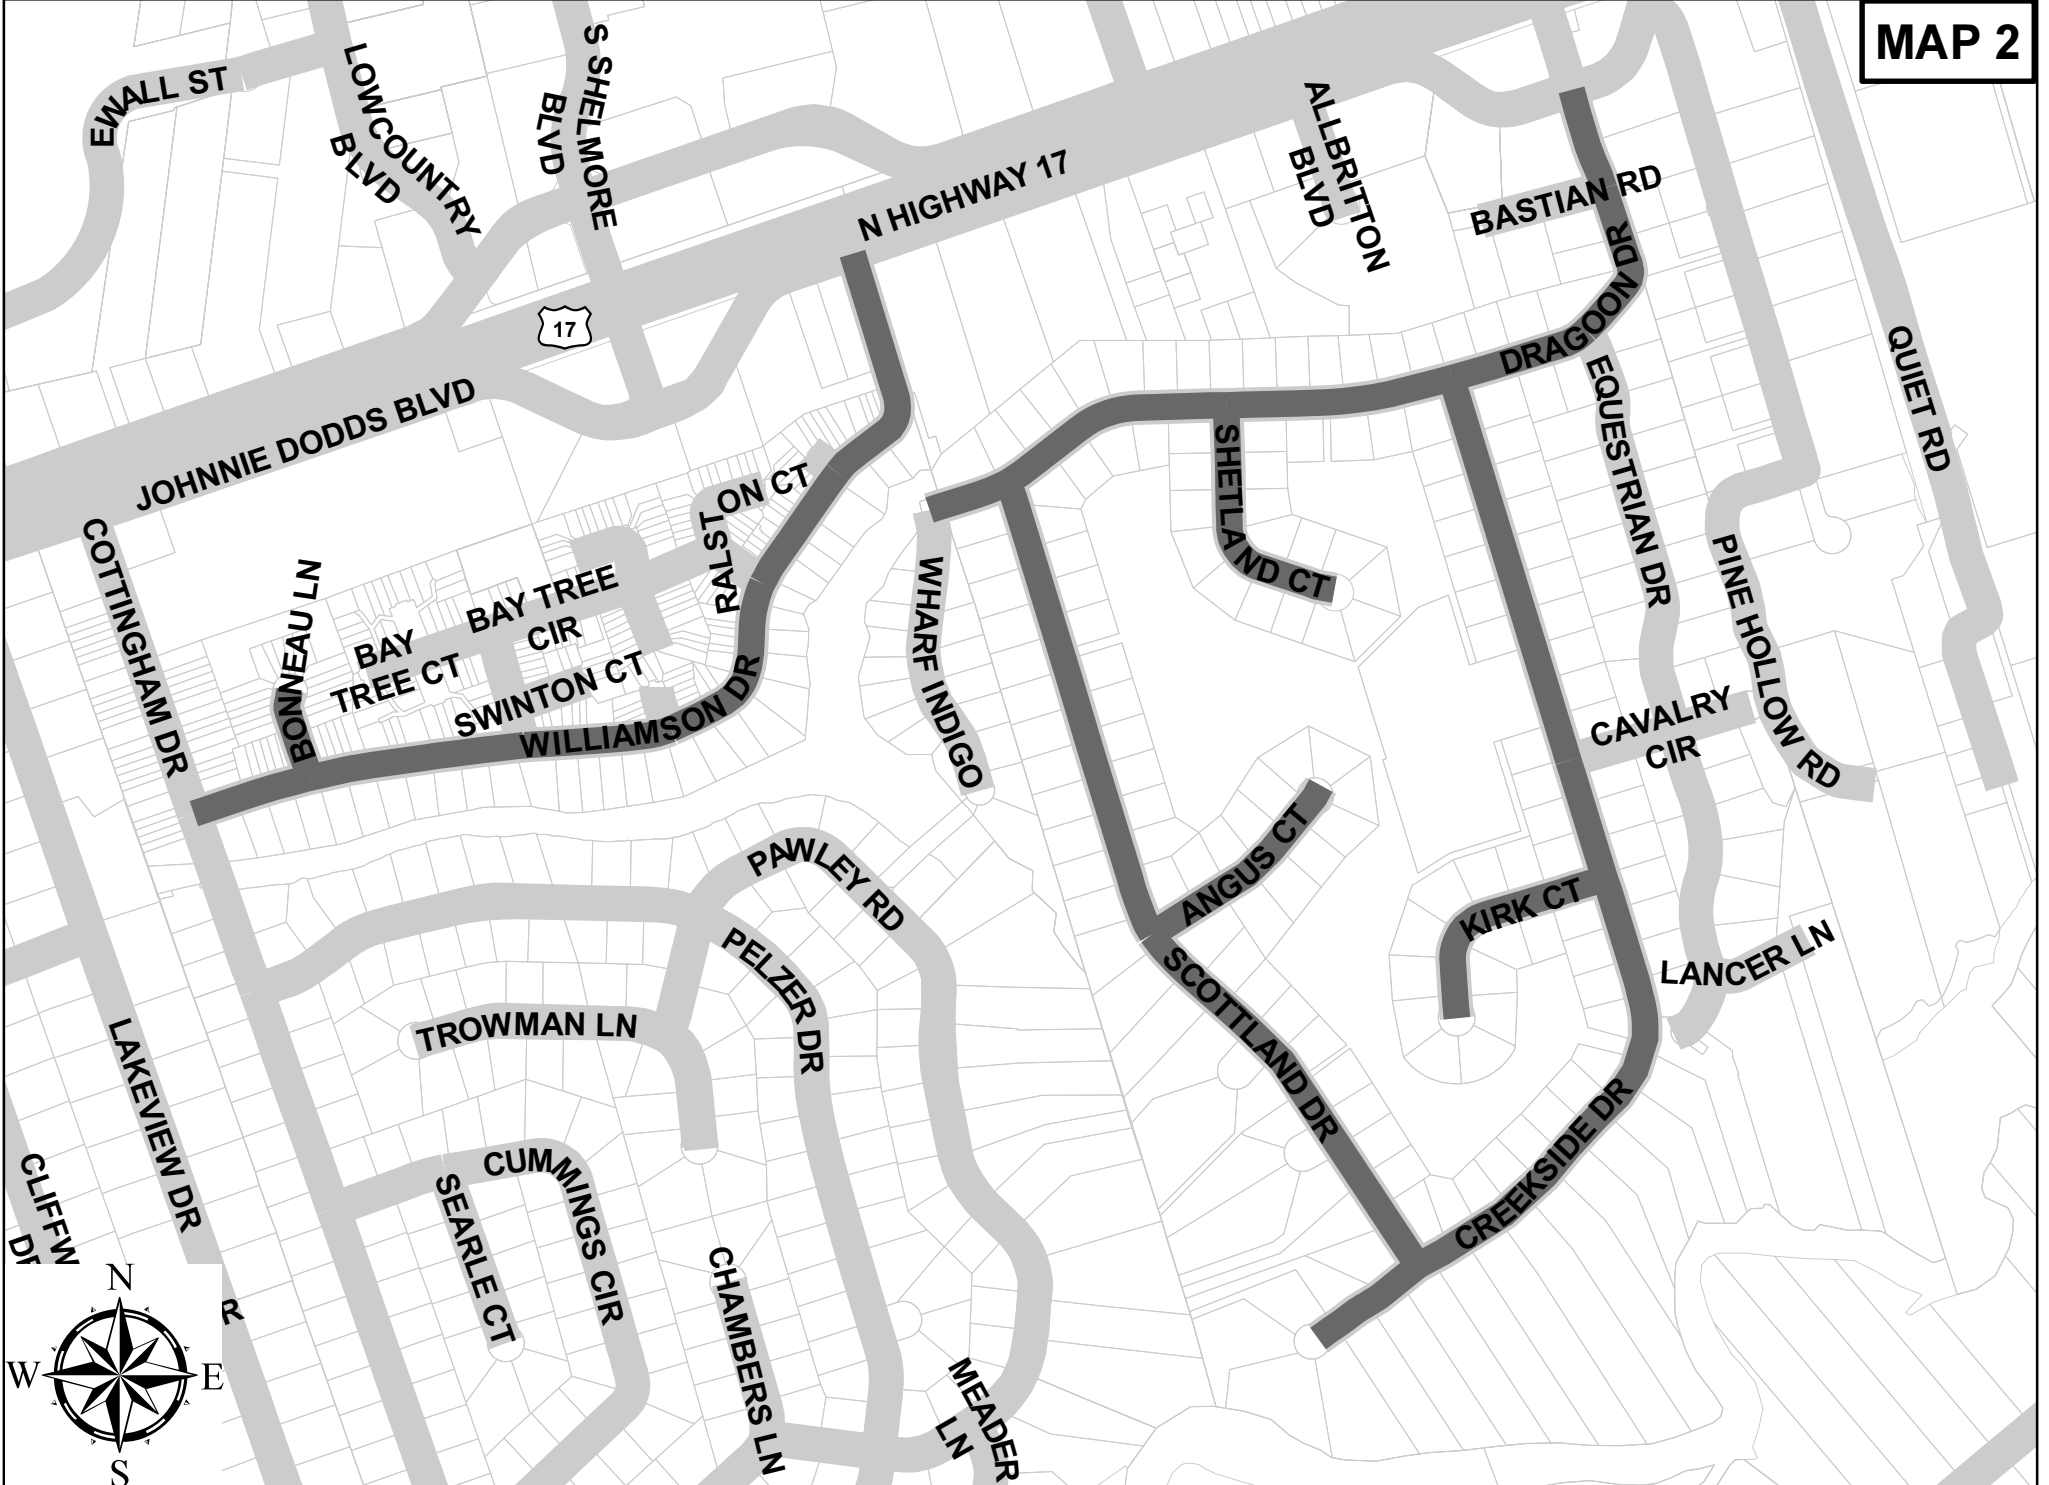 MAP 2
EWALL ST
LOWCOUNTRY
BLVD
S SHELMORE
BLVD
N HIGHWAY 17
ALLBRITTON
BLVD
BASTIAN RD
17
JOHNNIE DODDS BLVD
DRAGOON DR
QUIET RD
EQUESTRIAN DR
SHETLAND CT
RALSTON CT
COTTINGHAM DR
BONNEAU LN
BAY TREE
CIR
BAY
TREE CT
SWINTON CT
WILLIAMSON DR
WHARF INDIGO
PINE HOLLOW RD
CAVALRY
CIR
ANGUS CT
KIRK CT
PAWLEY RD
PELZER DR
SCOTTLAND DR
LANCER LN
TROWMAN LN
LAKEVIEW DR
CREEKSIDE DR
CUMMINGS CIR
SEARLE CT
CLIFFW
DR
CHAMBERS LN
MEADER
LN
R
N
W
E
S